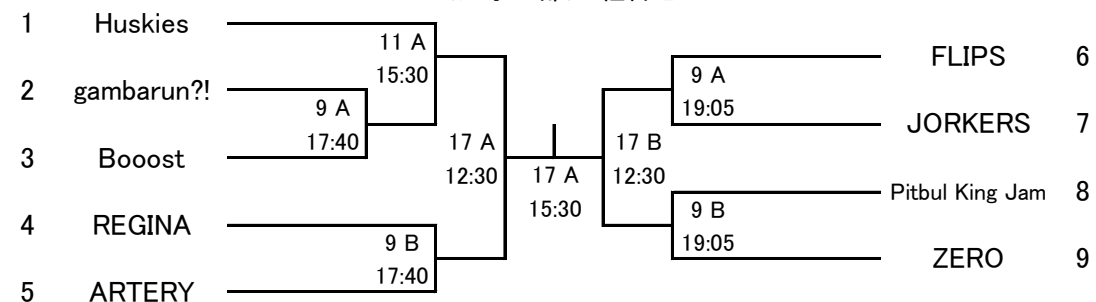 1 Huskies
11 A
15:30
2 gambarun?!
9 A
17:40
3 Booost
17 A
12:30
4 REGINA
9 B
17:40
5 ARTERY
17 A
15:30
FLIPS 6
9 A
19:05
JORKERS 7
17 B
12:30
Pitbul King Jam 8
9 B
19:05
ZERO 9